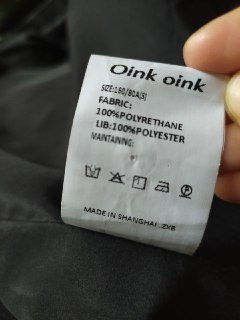 Oink oink
SIZE:160/80A(S)
FABRIC:
100%POLYRETHANE
LIB:100%POLYESTER
MAINTAINING:
MADE IN SHANGHAI ZXB